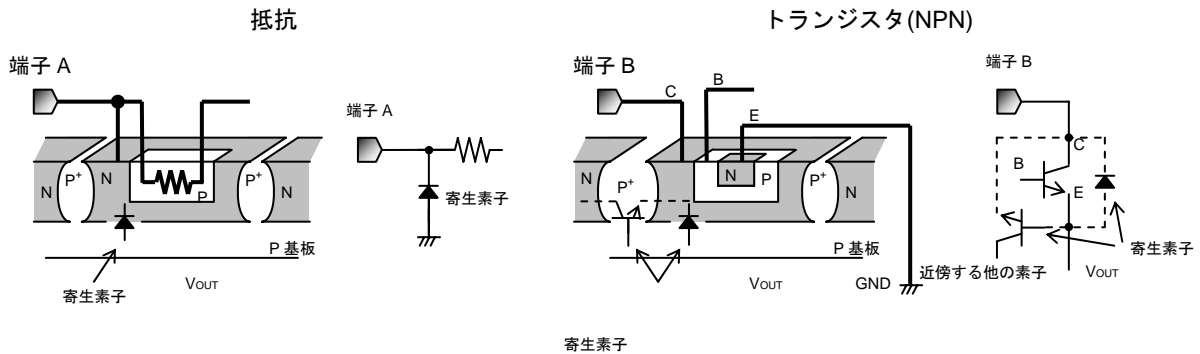 抵抗
トランジスタ(NPN)
端子 A
端子 A
N
P+
N
P
P+
N
P 基板
寄生素子
VOUT
寄生素子
端子 B
C
B
E
N
P+
N
N
P
P+
N
P 基板
VOUT
GND
寄生素子
端子 B
C
B
E
寄生素子
近傍する他の素子
VOUT